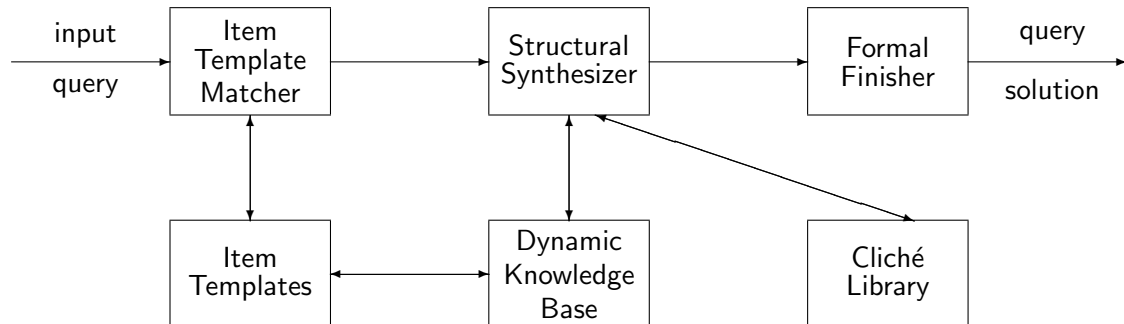 input
query
Item
Template
Matcher
Structural
Synthesizer
Formal
Finisher
query
solution
Item
Templates
Dynamic
Knowledge
Base
Cliché
Library